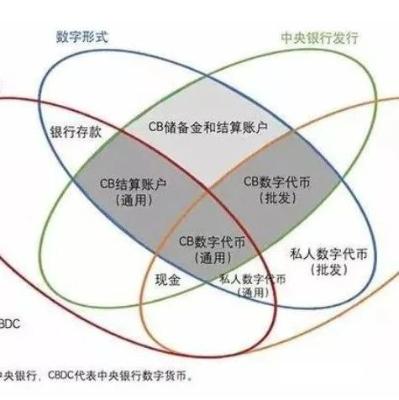 数字形式
中央银行发行
银行存款
CB储备金和结算账户
CB结算账户
(通用)
CB数字代币
(批发)
CB数字代币
(通用)
私人数字代币
(批发)
现金
私人数字代币
(通用)
BDC
中央银行，CBDC代表中央银行数字货币。